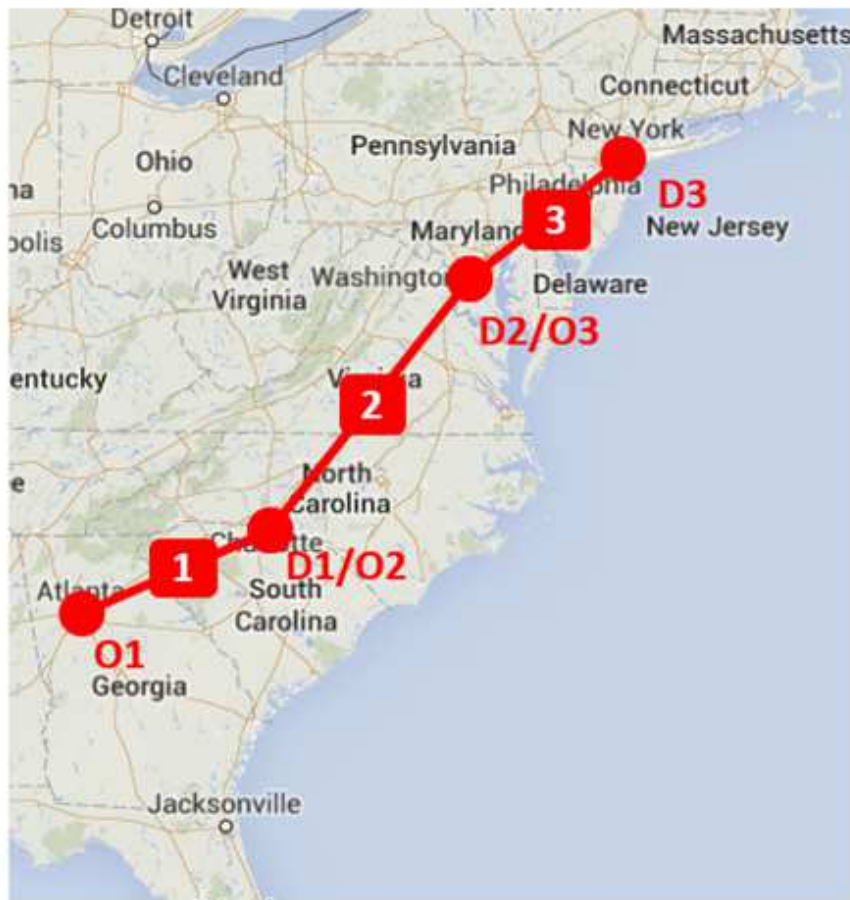 Detroit
Massachusetts
Cleveland
Connecticut
New York
Pennsylvania
Ohio
Philadelphia
D3
na
Columbus
3
New Jersey
olis
Maryland
West
Virginia
Washington
Delaware
D2/O3
entucky
2
North
Carolina
e
D1/O2
1
Atlanta
South
Carolina
O1
Georgia
Jacksonville